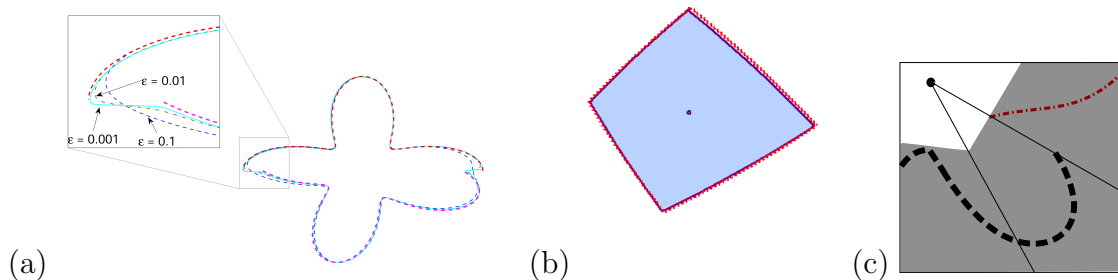 ε = 0.01
ε = 0.001
ε = 0.1
(a)
(b)
(c)